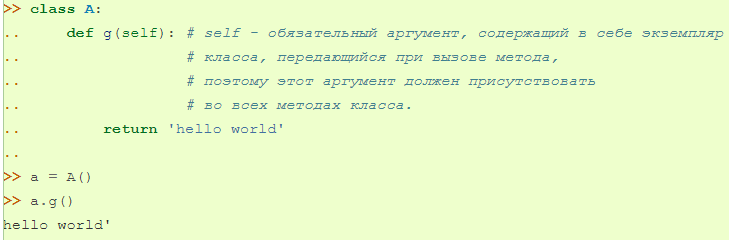 >> class A:
..     def g(self): # self - обязательный аргумент, содержащий в себе экземпляр
..                  # класса, передающийся при вызове метода,
..                  # поэтому этот аргумент должен присутствовать
..                  # во всех методах класса.
..         return 'hello world'
..
>> a = A()
>> a.g()
hello world'